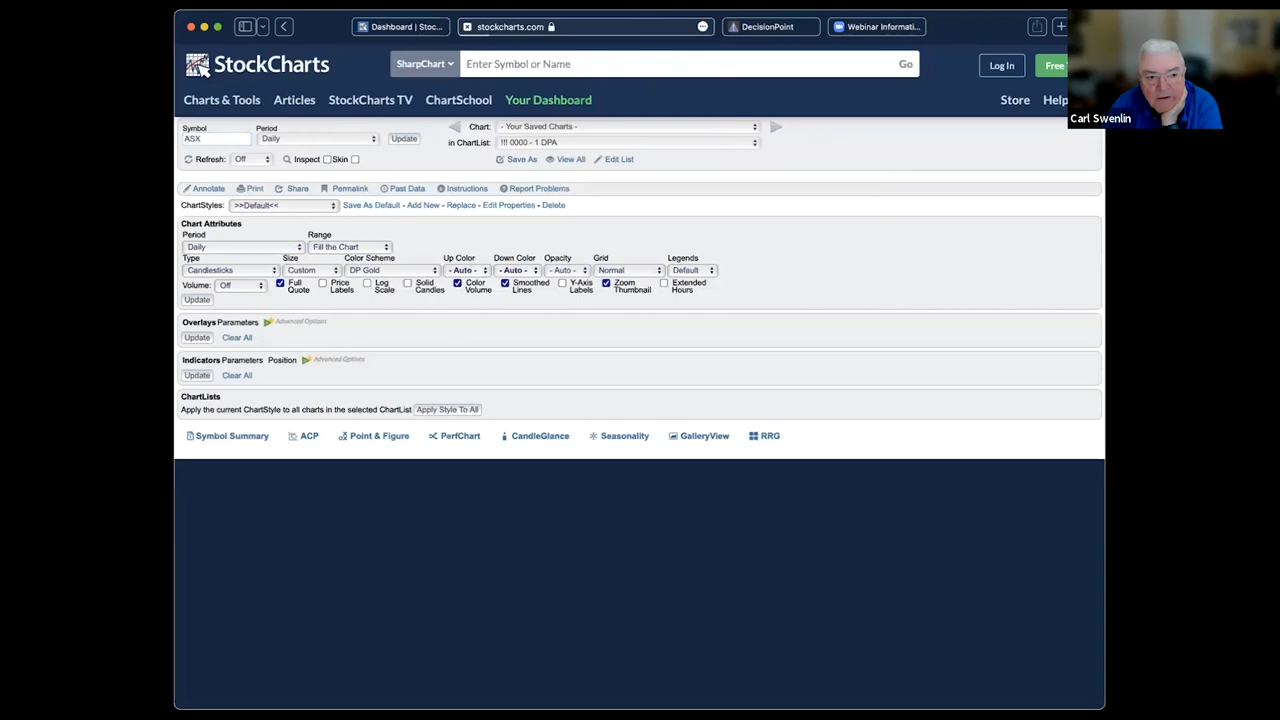 Dashboard | Stoc...
stockcharts.com
DecisionPoint
Webinar Informati...
StockCharts
SharpChart
Enter Symbol or Name
Go
Log In
Free
Charts & Tools
Articles
StockCharts TV
ChartSchool
Your Dashboard
Store
Help
Carl Swenlin
Symbol
Period
Chart:
- Your Saved Charts -
ASX
Daily
Update
in ChartList:
!!! 0000 - 1 DPA
Refresh:
Off
Inspect
Skin
Save As
View All
Edit List
Annotate
Print
Share
Permalink
Past Data
Instructions
Report Problems
ChartStyles:
>>Default<<
Save As Default - Add New - Replace - Edit Properties - Delete
Chart Attributes
Period
Range
Daily
Fill the Chart
Type
Size
Color Scheme
Up Color
Down Color
Opacity
Grid
Legends
Candlesticks
Custom
DP Gold
- Auto -
- Auto -
- Auto -
Normal
Default
Volume:
Off
Full Quote
Price Labels
Log Scale
Solid Candles
Color Volume
Smoothed Lines
Y-Axis Labels
Zoom Thumbnail
Extended Hours
Update
Overlays
Parameters
Advanced Options
Update
Clear All
Indicators
Parameters
Position
Advanced Options
Update
Clear All
ChartLists
Apply the current ChartStyle to all charts in the selected ChartList
Apply Style To All
Symbol Summary
ACP
Point & Figure
PerfChart
CandleGlance
Seasonality
GalleryView
RRG